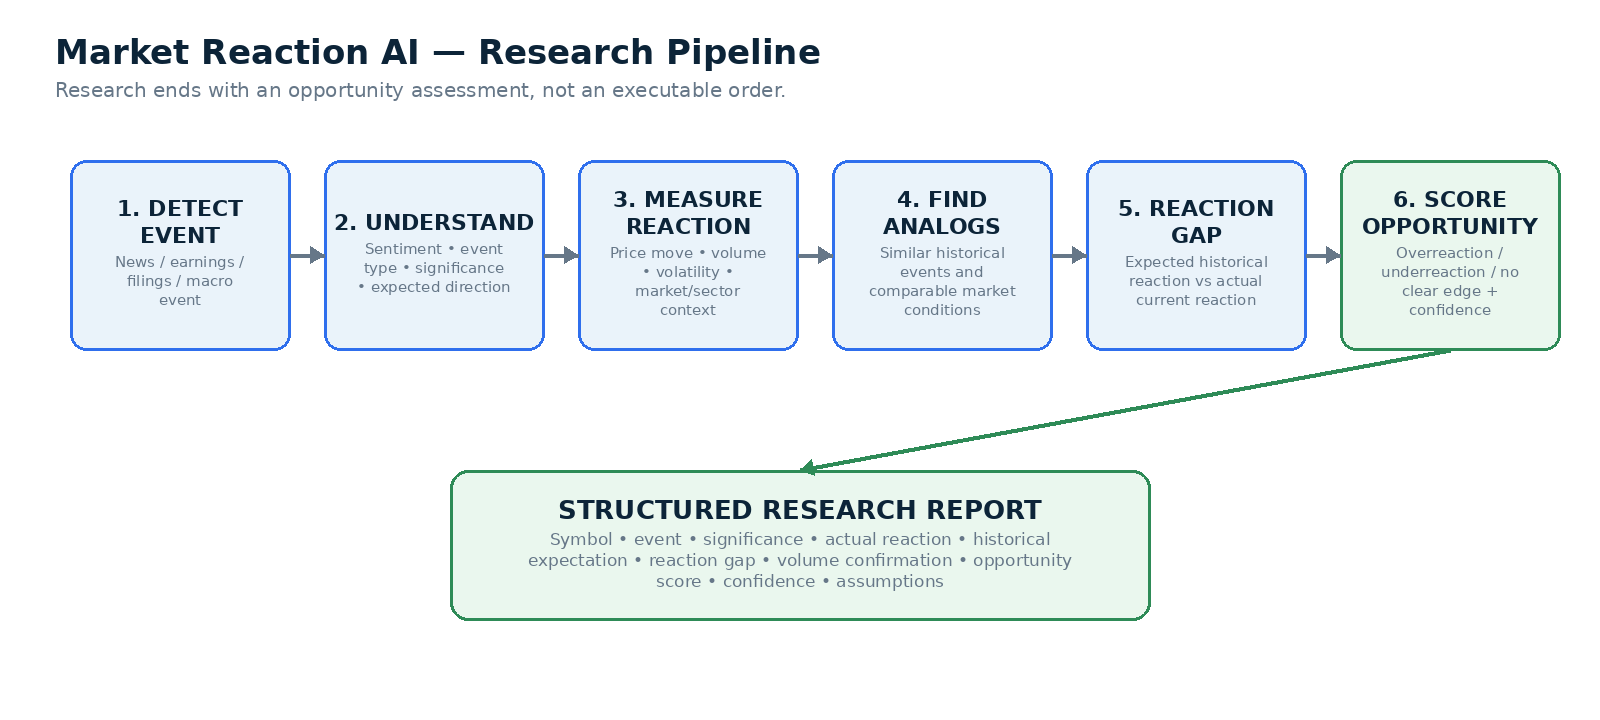 Market Reaction AI — Research Pipeline
Research ends with an opportunity assessment, not an executable order.
1. DETECT
EVENT
News / earnings /
filings / macro
event
2. UNDERSTAND
Sentiment • event
type • significance
• expected direction
3. MEASURE
REACTION
Price move • volume
• volatility •
market/sector
context
4. FIND
ANALOGS
Similar historical
events and
comparable market
conditions
5. REACTION
GAP
Expected historical
reaction vs actual
current reaction
6. SCORE
OPPORTUNITY
Overreaction /
underreaction / no
clear edge +
confidence
STRUCTURED RESEARCH REPORT
Symbol • event • significance • actual reaction • historical
expectation • reaction gap • volume confirmation • opportunity
score • confidence • assumptions